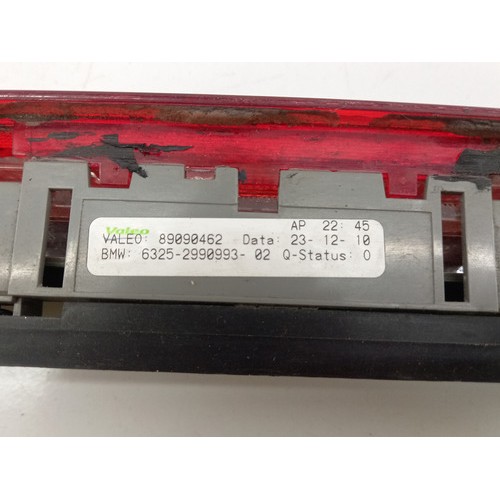 Valeo AP 22: 45
VALEO: 89090462 Data: 23- 12- 10
BMW: 6325-2990993- 02 Q-Status: 0